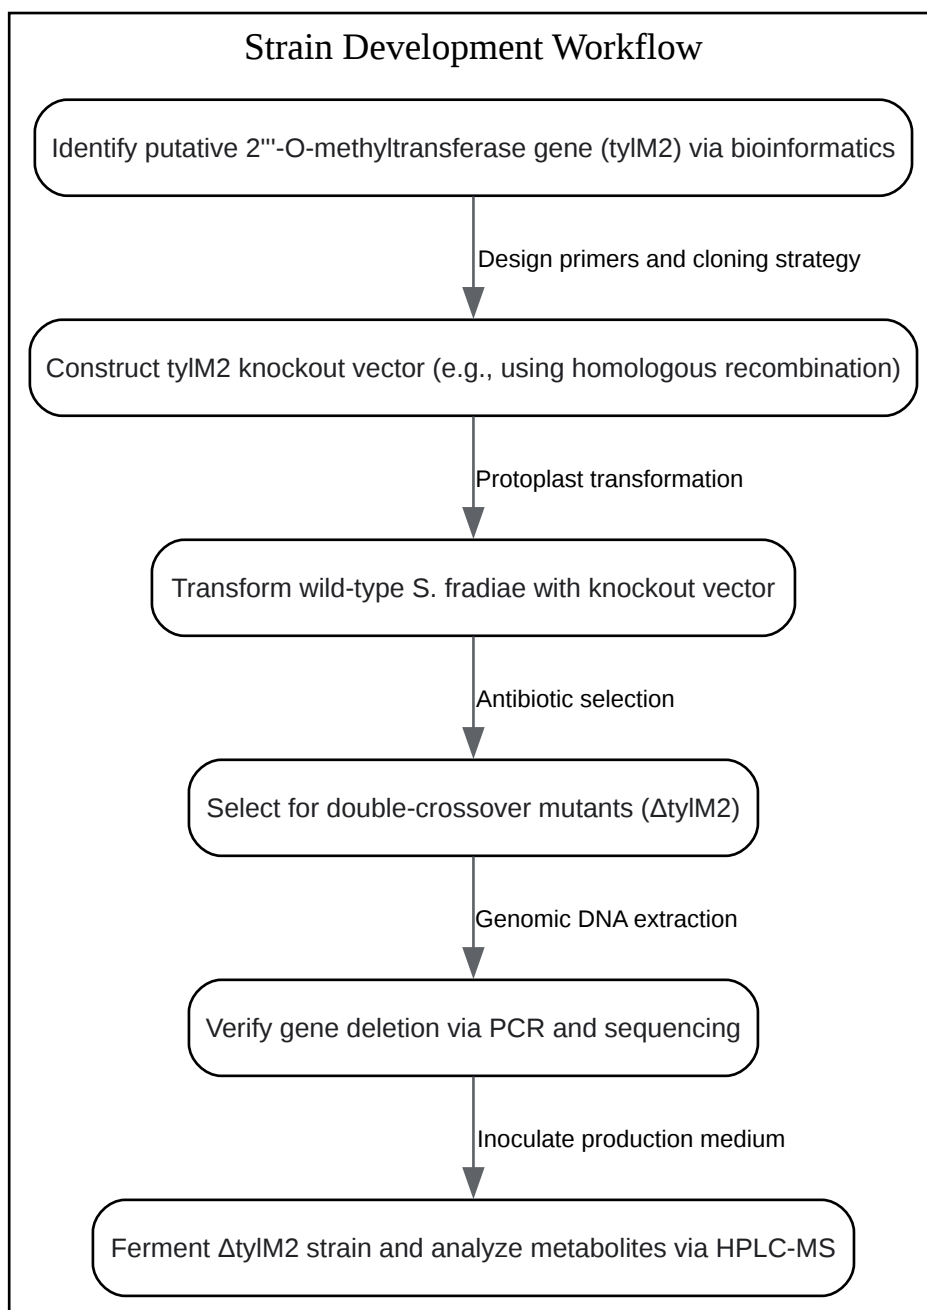 Strain Development Workflow
Identify putative 2'''-O-methyltransferase gene (tylM2) via bioinformatics
Design primers and cloning strategy
Construct tylM2 knockout vector (e.g., using homologous recombination)
Protoplast transformation
Transform wild-type S. fradiae with knockout vector
Antibiotic selection
Select for double-crossover mutants (ΔtylM2)
Genomic DNA extraction
Verify gene deletion via PCR and sequencing
Inoculate production medium
Ferment ΔtylM2 strain and analyze metabolites via HPLC-MS